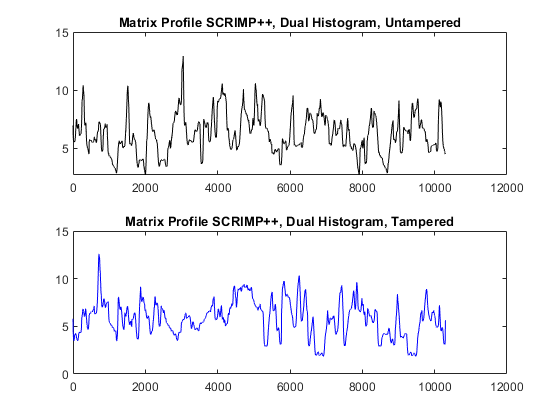 Matrix Profile SCRIMP++, Dual Histogram, Untampered
15
10
5
0 2000 4000 6000 8000 10000 12000
Matrix Profile SCRIMP++, Dual Histogram, Tampered
15
10
5
0
0 2000 4000 6000 8000 10000 12000